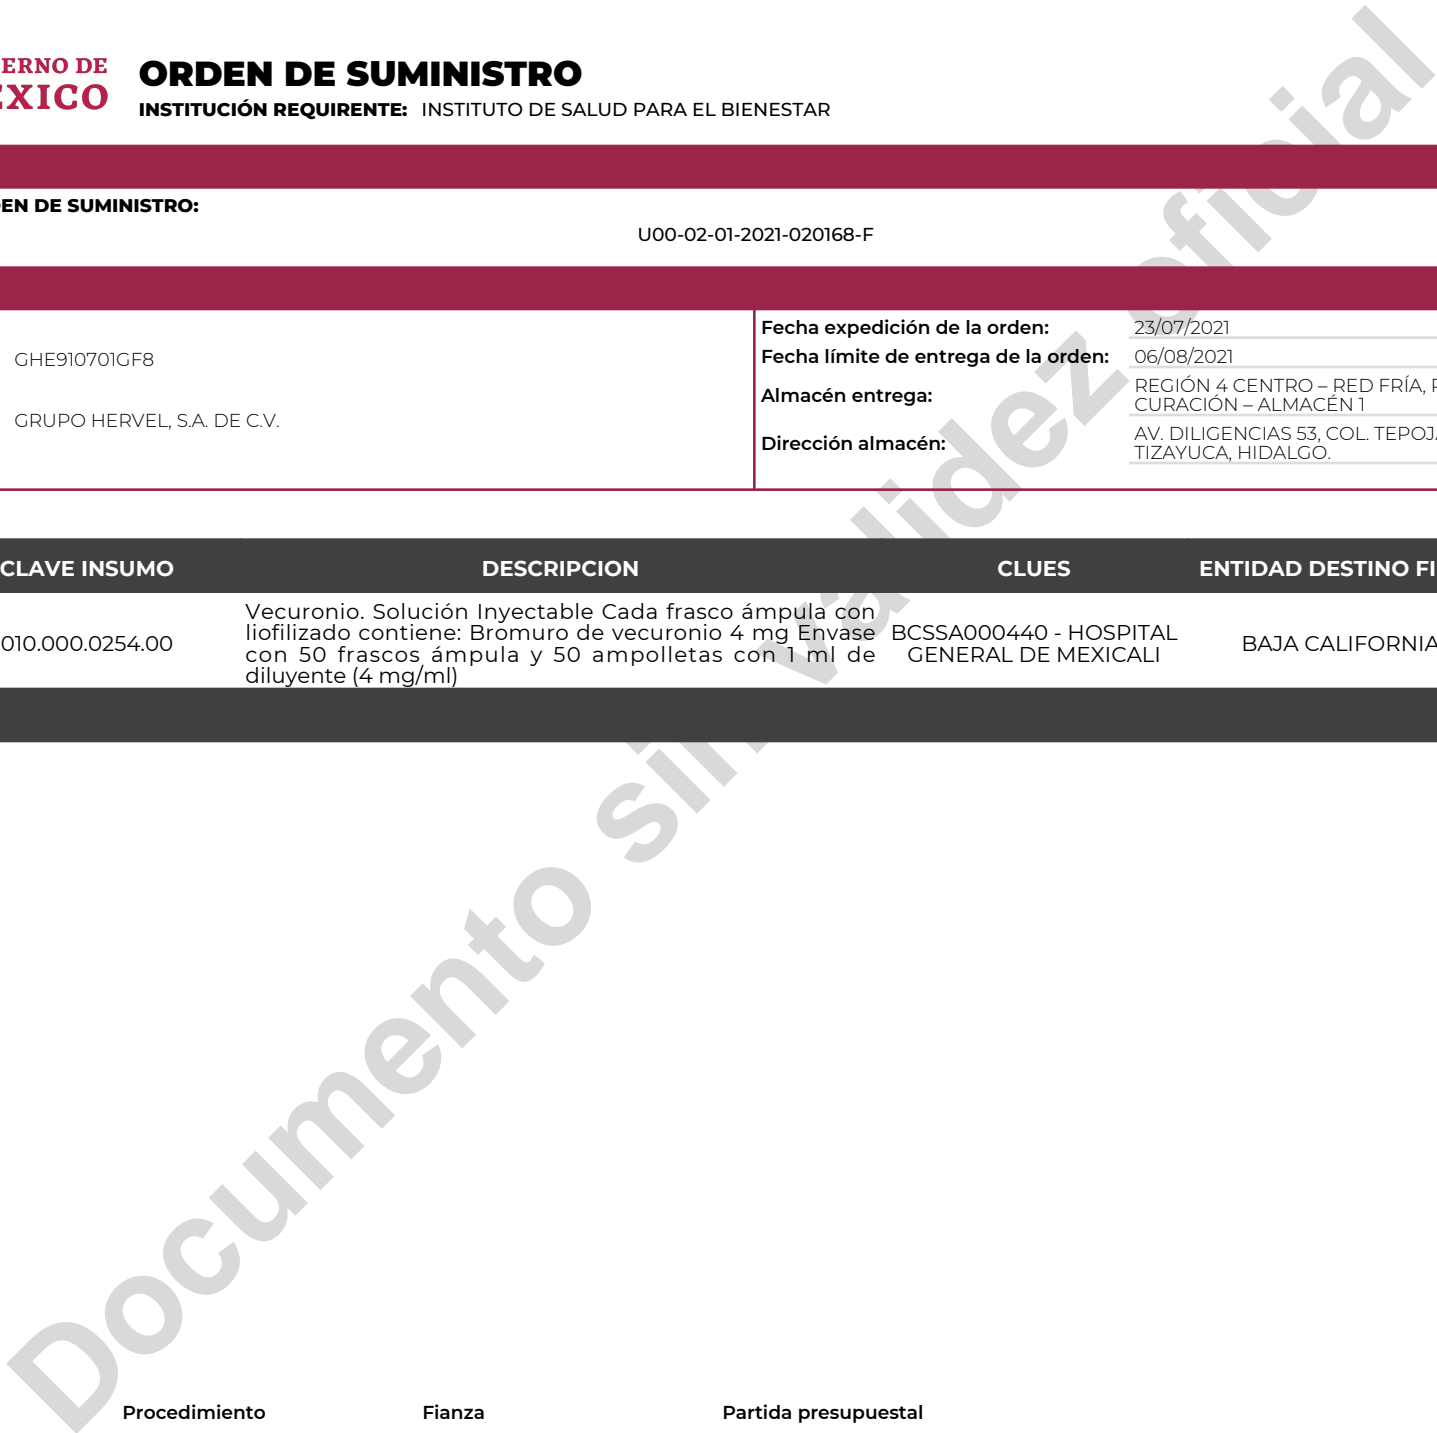 ERNO DE
EXICO
ORDEN DE SUMINISTRO
INSTITUCIÓN REQUIRENTE: INSTITUTO DE SALUD PARA EL BIENESTAR
EN DE SUMINISTRO:
U00-02-01-2021-020168-F
GHE910701GF8
GRUPO HERVEL, S.A. DE C.V.
Fecha expedición de la orden: 23/07/2021
Fecha límite de entrega de la orden: 06/08/2021
Almacén entrega: REGIÓN 4 CENTRO – RED FRÍA,
CURACIÓN – ALMACÉN 1
Dirección almacén: AV. DILIGENCIAS 53, COL. TEPOJA
TIZAYUCA, HIDALGO.
CLAVE INSUMO DESCRIPCION CLUES ENTIDAD DESTINO FI
010.000.0254.00
Vecuronio. Solución Inyectable Cada frasco ámpula con
liofilizado contiene: Bromuro de vecuronio 4 mg Envase
con 50 frascos ámpula y 50 ampolletas con 1 ml de
diluyente (4 mg/ml)
BCSSA000440 - HOSPITAL
GENERAL DE MEXICALI
BAJA CALIFORNIA
Documento sin validez oficial
Procedimiento Fianza Partida presupuestal